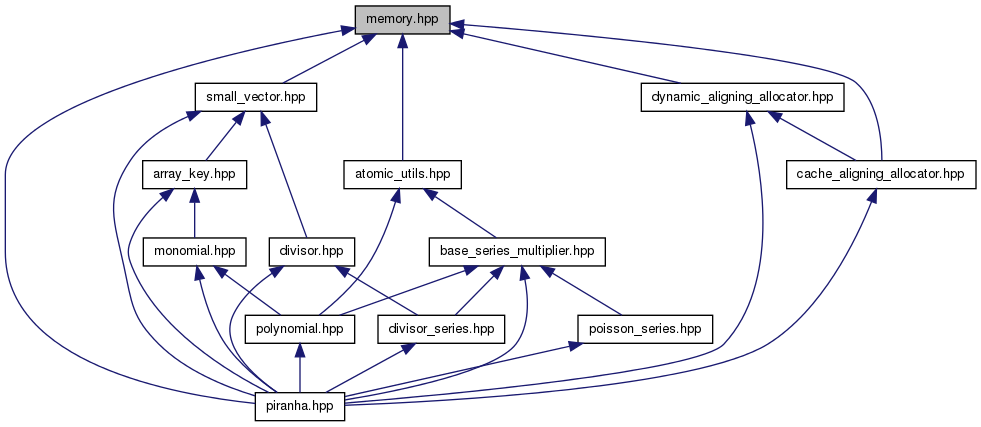 memory.hpp
small_vector.hpp
dynamic_aligning_allocator.hpp
array_key.hpp
atomic_utils.hpp
cache_aligning_allocator.hpp
monomial.hpp
divisor.hpp
base_series_multiplier.hpp
polynomial.hpp
divisor_series.hpp
poisson_series.hpp
piranha.hpp